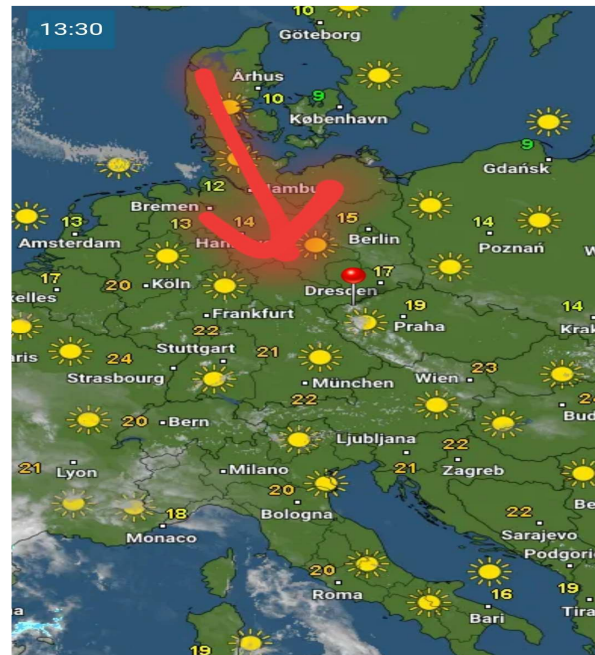 13:30
10
Göteborg
Århus
10
9
København
9
Gdańsk
12
Hambu
Bremen
13
13
14
15
14
Amsterdam
Berlin
Poznań
17
17
20
Köln
Dresden
19
14
Frankfurt
Praha
Krak
22
Stuttgart
21
24
23
Strasbourg
München
Wien
22
20
Bern
Bud
Ljubljana
22
21
Lyon
Milano
21
Zagreb
20
18
Bologna
22
Monaco
Sarajevo
Podgori
20
Roma
19
16
Bari
Tira
19